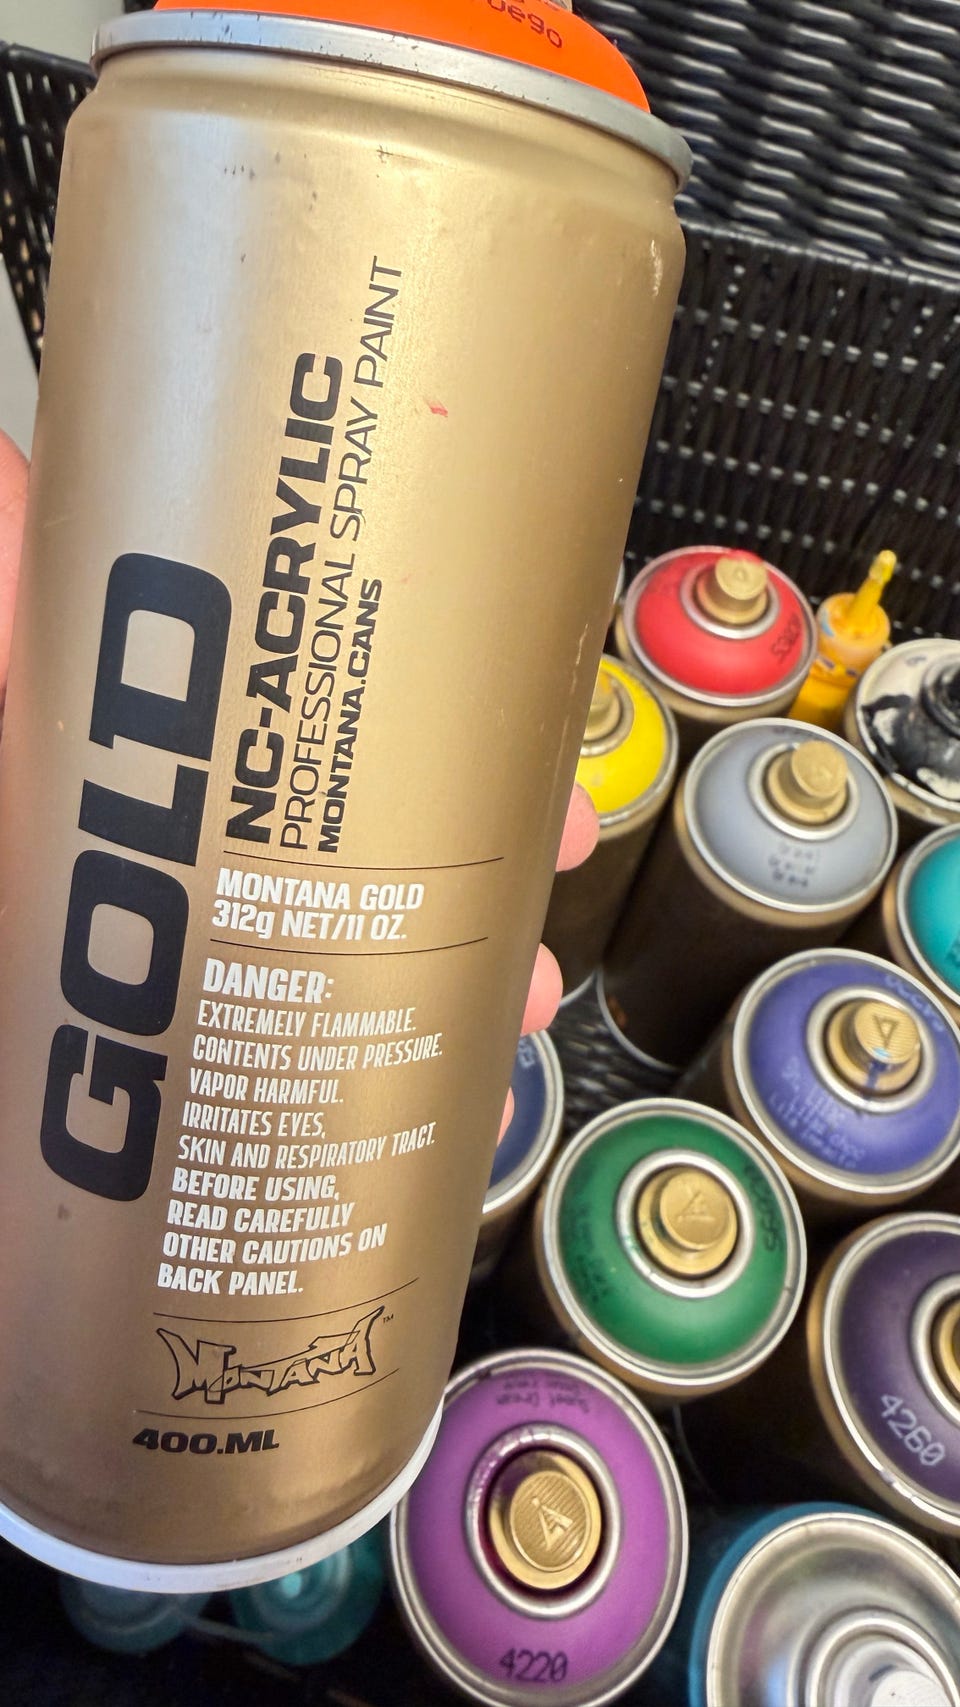 uego
GOLD
NC-ACRYLIC
PROFESSIONAL SPRAY PAINT
MONTANA.CANS
MONTANA GOLD
312g NET/11 OZ.
DANGER:
EXTREMELY FLAMMABLE.
CONTENTS UNDER PRESSURE.
VAPOR HARMFUL.
IRRITATES EYES,
SKIN AND RESPIRATORY TRACT.
BEFORE USING,
READ CAREFULLY
OTHER CAUTIONS ON
BACK PANEL.
MONTANA™
400.ML
4260
4220